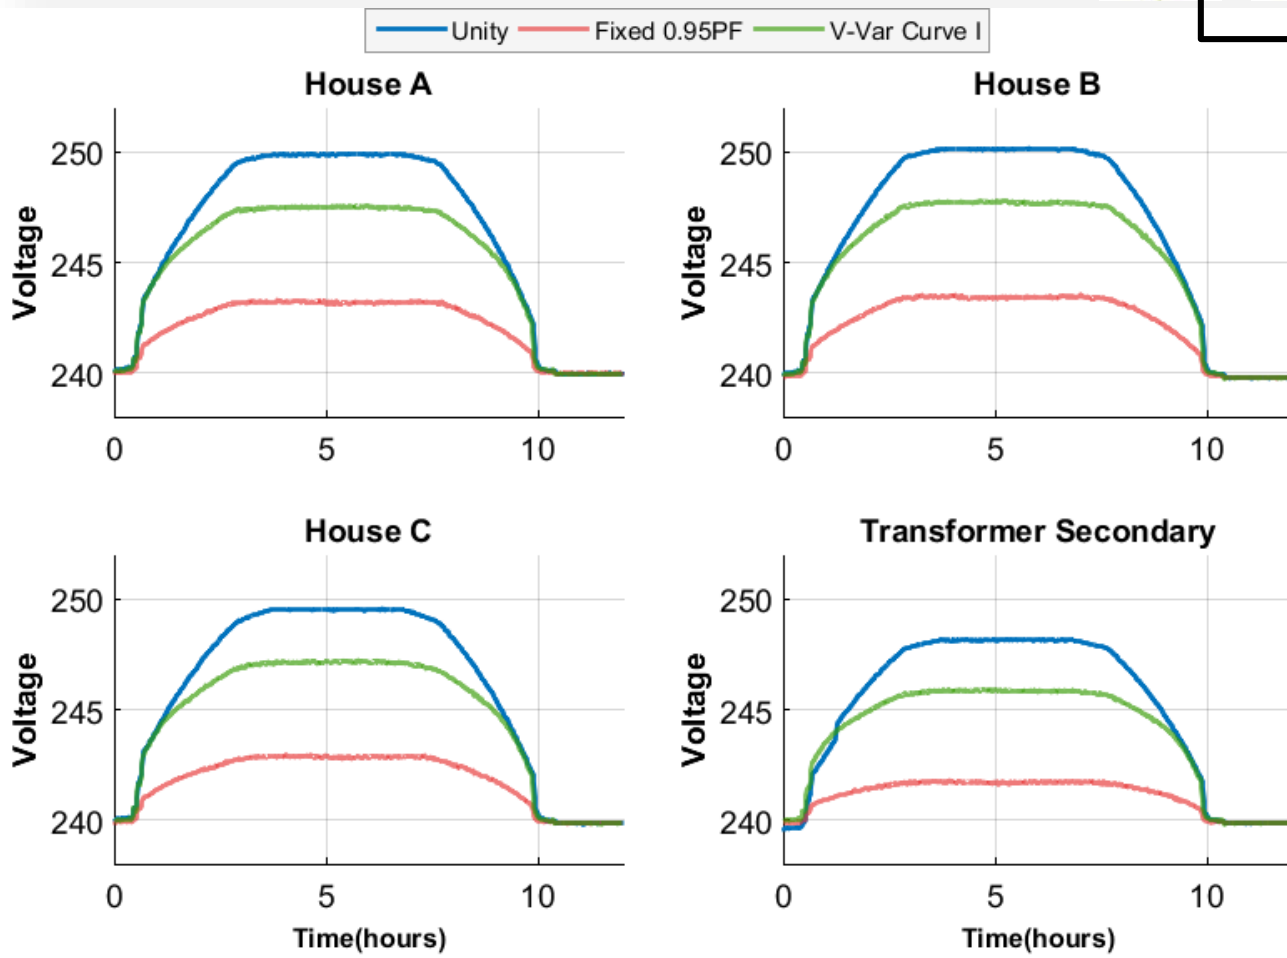 Unity Fixed 0.95PF V-Var Curve I
House A
Voltage
250
245
240
0 5 10
House B
Voltage
250
245
240
0 5 10
House C
Voltage
250
245
240
0 5 10
Time(hours)
Transformer Secondary
Voltage
250
245
240
0 5 10
Time(hours)